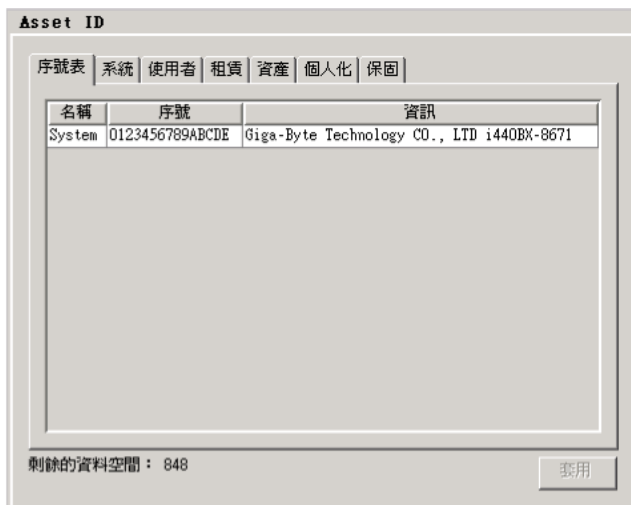 Asset ID
序號表 系統 使用者 租賃 資產 個人化 保固
名稱 序號 資訊
System 0123456789ABCDE Giga-Byte Technology CO., LTD i440BX-8671
剩餘的資料空間： 848
套用